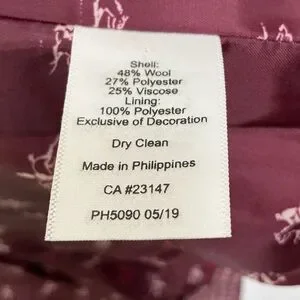 Shell:
48% Wool
27% Polyester
25% Viscose
Lining:
100% Polyester
Exclusive of Decoration
Dry Clean
Made in Philippines
CA #23147
PH5090 05/19